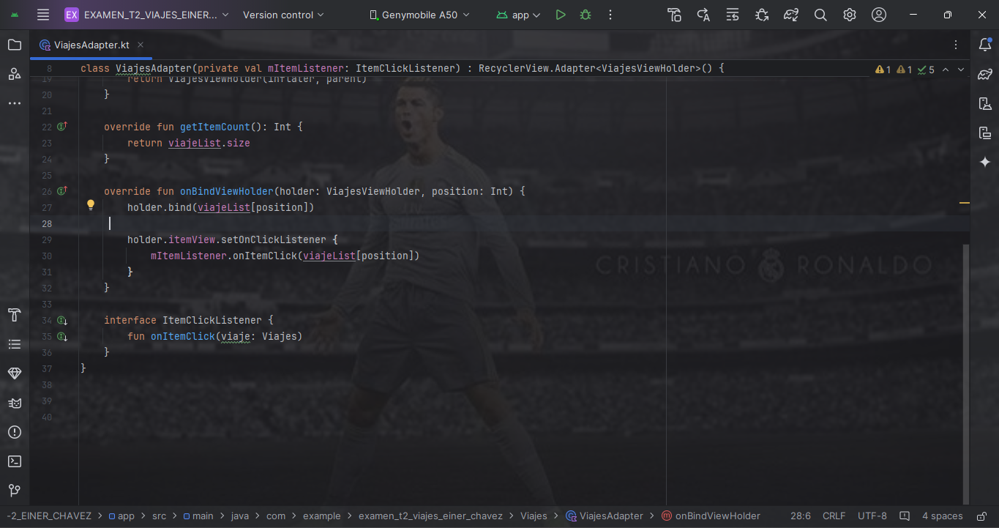 EX EXAMEN_T2_VIAJES_EINER... Version control Genymobile A50 app
ViajesAdapter.kt
8 class ViajesAdapter(private val mItemListener: ItemClickListener) : RecyclerView.Adapter<ViajesViewHolder>() {
1 1 5
19 return ViajesViewHolder(inflater, parent)
20 }
21
22 override fun getItemCount(): Int {
23 return viajeList.size
24 }
25
26 override fun onBindViewHolder(holder: ViajesViewHolder, position: Int) {
27 holder.bind(viajeList[position])
28
29 holder.itemView.setOnClickListener {
30 mItemListener.onItemClick(viajeList[position])
31 }
32 }
33
34 interface ItemClickListener {
35 fun onItemClick(viaje: Viajes)
36 }
37 }
38
39
40
CRISTIANO RONALDO
-2_EINER_CHAVEZ > app > src > main > java > com > example > examen_t2_viajes_einer_chavez > Viajes > ViajesAdapter > onBindViewHolder 28:6 CRLF UTF-8 4 spaces